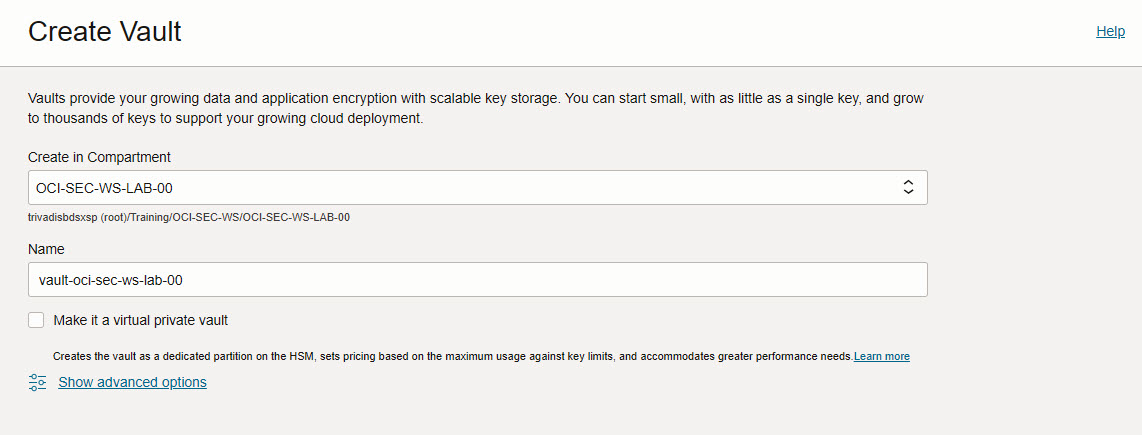 Create Vault
Help
Vaults provide your growing data and application encryption with scalable key storage. You can start small, with as little as a single key, and grow
to thousands of keys to support your growing cloud deployment.
Create in Compartment
OCI-SEC-WS-LAB-00
trivadisbdsxsp (root)/Training/OCI-SEC-WS/OCI-SEC-WS-LAB-00
Name
vault-oci-sec-ws-lab-00
Make it a virtual private vault
Creates the vault as a dedicated partition on the HSM, sets pricing based on the maximum usage against key limits, and accommodates greater performance needs.Learn more
Show advanced options